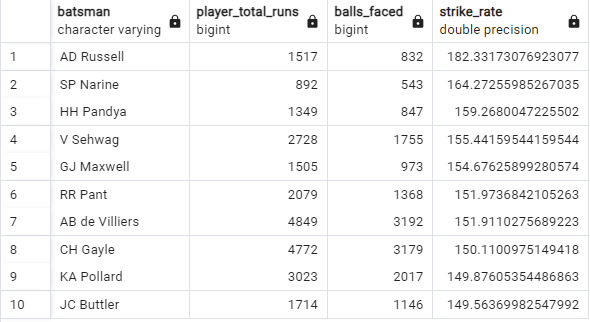 batsman player_total_runs balls_faced strike_rate
character varying bigint bigint double precision
1 AD Russell 1517 832 182.33173076923077
2 SP Narine 892 543 164.27255985267035
3 HH Pandya 1349 847 159.2680047225502
4 V Sehwag 2728 1755 155.44159544159544
5 GJ Maxwell 1505 973 154.67625899280574
6 RR Pant 2079 1368 151.9736842105263
7 AB de Villiers 4849 3192 151.9110275689223
8 CH Gayle 4772 3179 150.1100975149418
9 KA Pollard 3023 2017 149.87605354486863
10 JC Buttler 1714 1146 149.56369982547992